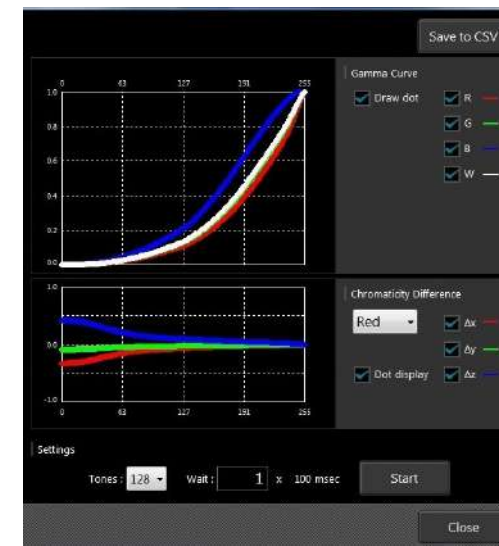 Save to CSV
Gamma Curve
Draw dot
R
G
B
W
0 63 127 191 255
1.0
0.8
0.6
0.4
0.2
0.0
Chromaticity Difference
Red
Δx
Δy
Dot display
Δz
1.0
0.0
-1.0
0 63 127 191 255
Settings
Tones : 128 Wait : 1 x 100 msec Start
Close